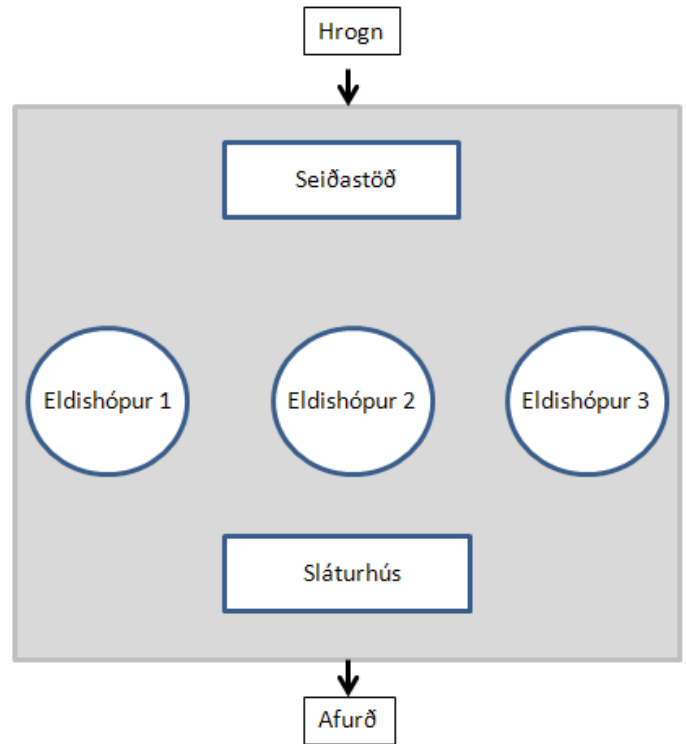 Hrogn
Seiðastöð
Eldishópur 1
Eldishópur 2
Eldishópur 3
Sláturhús
Afurð